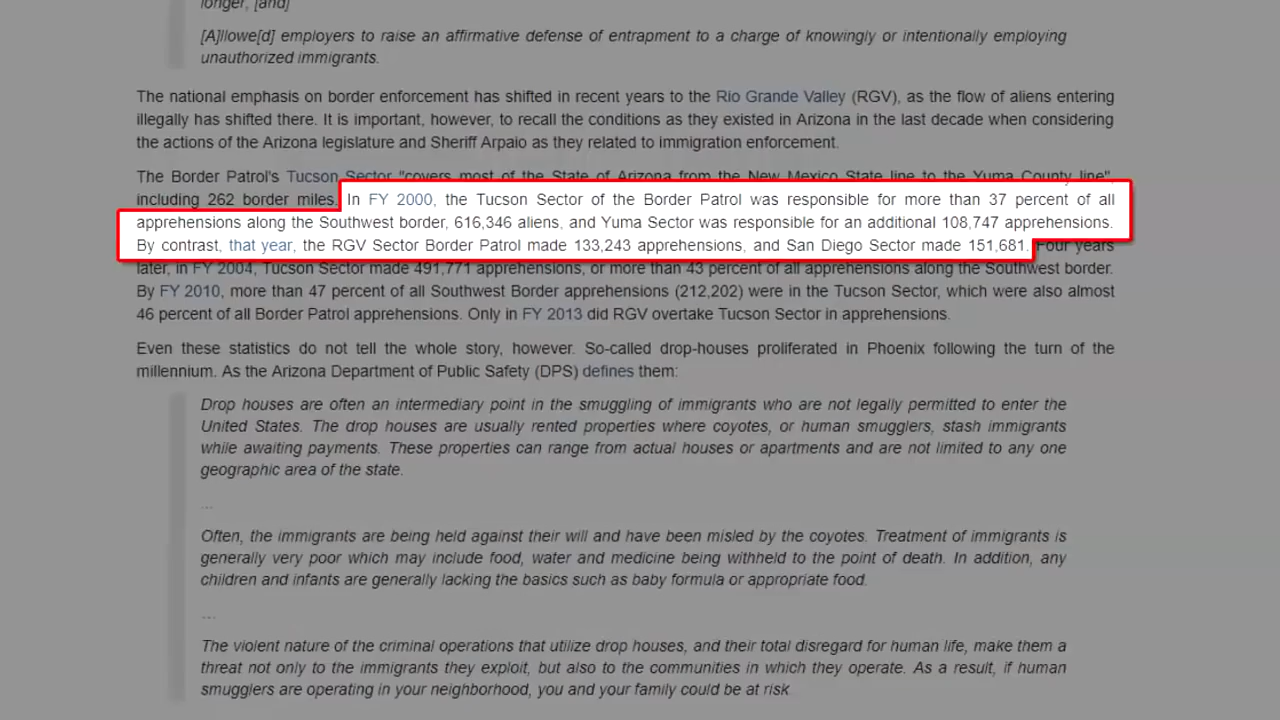 longer, [and]
[A]llowe[d] employers to raise an affirmative defense of entrapment to a charge of knowingly or intentionally employing
unauthorized immigrants.
The national emphasis on border enforcement has shifted in recent years to the Rio Grande Valley (RGV), as the flow of aliens entering
illegally has shifted there. It is important, however, to recall the conditions as they existed in Arizona in the last decade when considering
the actions of the Arizona legislature and Sheriff Arpaio as they related to immigration enforcement.
The Border Patrol's Tucson Sector "covers most of the State of Arizona from the New Mexico State line to the Yuma County line",
including 262 border miles. In FY 2000, the Tucson Sector of the Border Patrol was responsible for more than 37 percent of all
apprehensions along the Southwest border, 616,346 aliens, and Yuma Sector was responsible for an additional 108,747 apprehensions.
By contrast, that year, the RGV Sector Border Patrol made 133,243 apprehensions, and San Diego Sector made 151,681. Four years
later, in FY 2004, Tucson Sector made 491,771 apprehensions, or more than 43 percent of all apprehensions along the Southwest border.
By FY 2010, more than 47 percent of all Southwest Border apprehensions (212,202) were in the Tucson Sector, which were also almost
46 percent of all Border Patrol apprehensions. Only in FY 2013 did RGV overtake Tucson Sector in apprehensions.
Even these statistics do not tell the whole story, however. So-called drop-houses proliferated in Phoenix following the turn of the
millennium. As the Arizona Department of Public Safety (DPS) defines them:
Drop houses are often an intermediary point in the smuggling of immigrants who are not legally permitted to enter the
United States. The drop houses are usually rented properties where coyotes, or human smugglers, stash immigrants
while awaiting payments. These properties can range from actual houses or apartments and are not limited to any one
geographic area of the state.
...
Often, the immigrants are being held against their will and have been misled by the coyotes. Treatment of immigrants is
generally very poor which may include food, water and medicine being withheld to the point of death. In addition, any
children and infants are generally lacking the basics such as baby formula or appropriate food.
...
The violent nature of the criminal operations that utilize drop houses, and their total disregard for human life, make them a
threat not only to the immigrants they exploit, but also to the communities in which they operate. As a result, if human
smugglers are operating in your neighborhood, you and your family could be at risk.